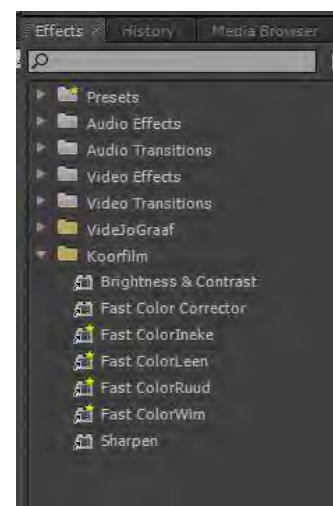 Effects × History Media Browser
Presets
Audio Effects
Audio Transitions
Video Effects
Video Transitions
VideJoGraaf
Koorfilm
Brightness & Contrast
Fast Color Corrector
Fast ColorIneke
Fast ColorLeen
Fast ColorRuud
Fast ColorWim
Sharpen